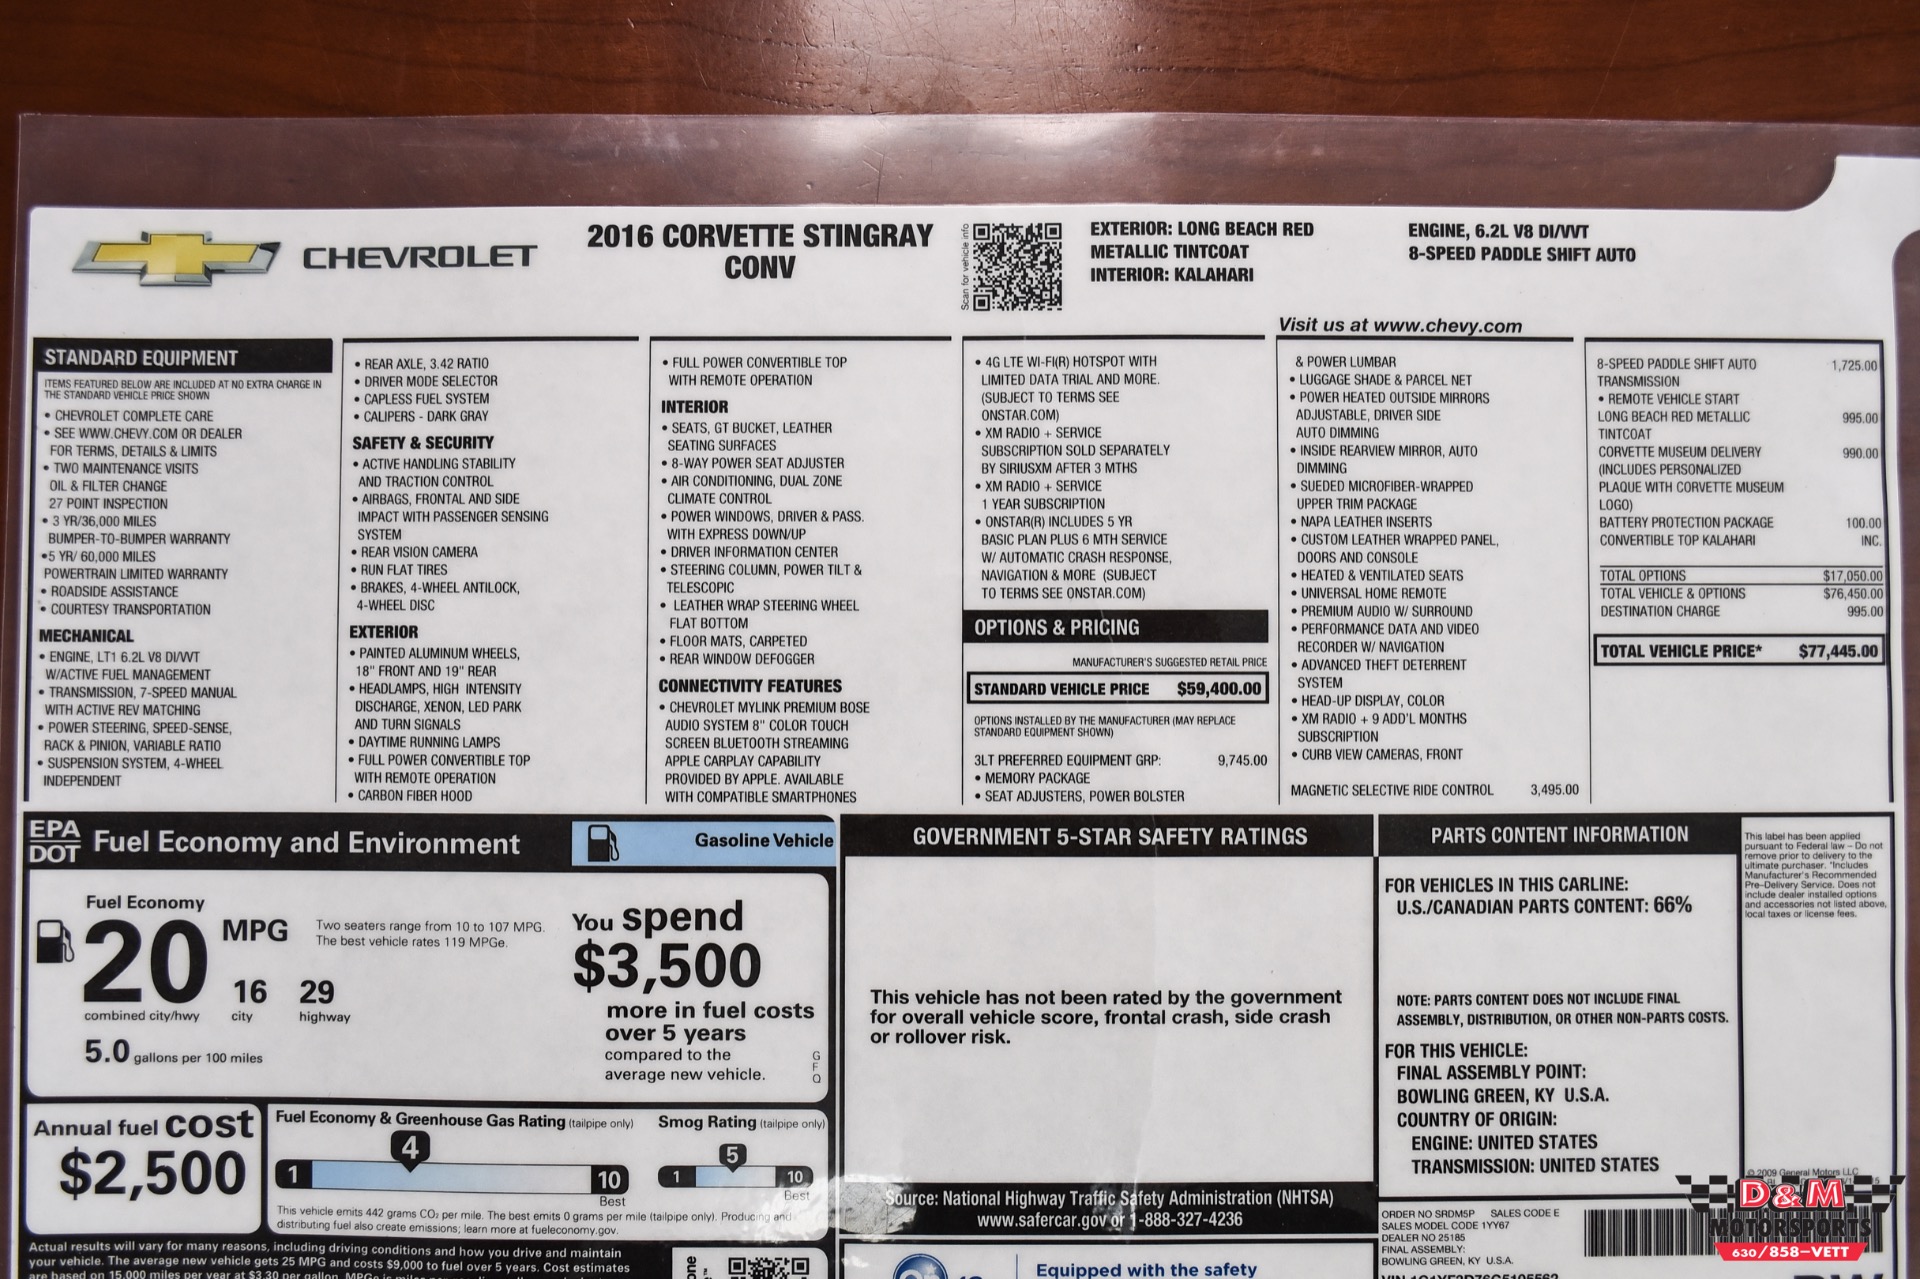 CHEVROLET
2016 CORVETTE STINGRAY
CONV
Scan for vehicle info
EXTERIOR: LONG BEACH RED
METALLIC TINTCOAT
INTERIOR: KALAHARI
ENGINE, 6.2L V8 DI/VVT
8-SPEED PADDLE SHIFT AUTO
Visit us at www.chevy.com
STANDARD EQUIPMENT
ITEMS FEATURED BELOW ARE INCLUDED AT NO EXTRA CHARGE IN
THE STANDARD VEHICLE PRICE SHOWN
• CHEVROLET COMPLETE CARE
• SEE WWW.CHEVY.COM OR DEALER
FOR TERMS, DETAILS & LIMITS
• TWO MAINTENANCE VISITS
OIL & FILTER CHANGE
27 POINT INSPECTION
• 3 YR/36,000 MILES
BUMPER-TO-BUMPER WARRANTY
•5 YR/ 60,000 MILES
POWERTRAIN LIMITED WARRANTY
• ROADSIDE ASSISTANCE
• COURTESY TRANSPORTATION
MECHANICAL
• ENGINE, LT1 6.2L V8 DI/VVT
W/ACTIVE FUEL MANAGEMENT
• TRANSMISSION, 7-SPEED MANUAL
WITH ACTIVE REV MATCHING
• POWER STEERING, SPEED-SENSE,
RACK & PINION, VARIABLE RATIO
• SUSPENSION SYSTEM, 4-WHEEL
INDEPENDENT
• REAR AXLE, 3.42 RATIO
• DRIVER MODE SELECTOR
• CAPLESS FUEL SYSTEM
• CALIPERS - DARK GRAY
SAFETY & SECURITY
• ACTIVE HANDLING STABILITY
AND TRACTION CONTROL
• AIRBAGS, FRONTAL AND SIDE
IMPACT WITH PASSENGER SENSING
SYSTEM
• REAR VISION CAMERA
• RUN FLAT TIRES
• BRAKES, 4-WHEEL ANTILOCK,
4-WHEEL DISC
EXTERIOR
• PAINTED ALUMINUM WHEELS,
18" FRONT AND 19" REAR
• HEADLAMPS, HIGH INTENSITY
DISCHARGE, XENON, LED PARK
AND TURN SIGNALS
• DAYTIME RUNNING LAMPS
• FULL POWER CONVERTIBLE TOP
WITH REMOTE OPERATION
• CARBON FIBER HOOD
• FULL POWER CONVERTIBLE TOP
WITH REMOTE OPERATION
INTERIOR
• SEATS, GT BUCKET, LEATHER
SEATING SURFACES
• 8-WAY POWER SEAT ADJUSTER
• AIR CONDITIONING, DUAL ZONE
CLIMATE CONTROL
• POWER WINDOWS, DRIVER & PASS.
WITH EXPRESS DOWN/UP
• DRIVER INFORMATION CENTER
• STEERING COLUMN, POWER TILT &
TELESCOPIC
• LEATHER WRAP STEERING WHEEL
FLAT BOTTOM
• FLOOR MATS, CARPETED
• REAR WINDOW DEFOGGER
CONNECTIVITY FEATURES
• CHEVROLET MYLINK PREMIUM BOSE
AUDIO SYSTEM 8" COLOR TOUCH
SCREEN BLUETOOTH STREAMING
APPLE CARPLAY CAPABILITY
PROVIDED BY APPLE. AVAILABLE
WITH COMPATIBLE SMARTPHONES
• 4G LTE WI-FI(R) HOTSPOT WITH
LIMITED DATA TRIAL AND MORE.
(SUBJECT TO TERMS SEE
ONSTAR.COM)
• XM RADIO + SERVICE
SUBSCRIPTION SOLD SEPARATELY
BY SIRIUSXM AFTER 3 MTHS
• XM RADIO + SERVICE
1 YEAR SUBSCRIPTION
• ONSTAR(R) INCLUDES 5 YR
BASIC PLAN PLUS 6 MTH SERVICE
W/ AUTOMATIC CRASH RESPONSE,
NAVIGATION & MORE (SUBJECT
TO TERMS SEE ONSTAR.COM)
OPTIONS & PRICING
MANUFACTURER'S SUGGESTED RETAIL PRICE
STANDARD VEHICLE PRICE $59,400.00
OPTIONS INSTALLED BY THE MANUFACTURER (MAY REPLACE
STANDARD EQUIPMENT SHOWN)
3LT PREFERRED EQUIPMENT GRP: 9,745.00
• MEMORY PACKAGE
• SEAT ADJUSTERS, POWER BOLSTER
& POWER LUMBAR
• LUGGAGE SHADE & PARCEL NET
• POWER HEATED OUTSIDE MIRRORS
ADJUSTABLE, DRIVER SIDE
AUTO DIMMING
• INSIDE REARVIEW MIRROR, AUTO
DIMMING
• SUEDED MICROFIBER-WRAPPED
UPPER TRIM PACKAGE
• NAPA LEATHER INSERTS
• CUSTOM LEATHER WRAPPED PANEL,
DOORS AND CONSOLE
• HEATED & VENTILATED SEATS
• UNIVERSAL HOME REMOTE
• PREMIUM AUDIO W/ SURROUND
• PERFORMANCE DATA AND VIDEO
RECORDER W/ NAVIGATION
• ADVANCED THEFT DETERRENT
SYSTEM
• HEAD-UP DISPLAY, COLOR
• XM RADIO + 9 ADD'L MONTHS
SUBSCRIPTION
• CURB VIEW CAMERAS, FRONT
MAGNETIC SELECTIVE RIDE CONTROL 3,495.00
8-SPEED PADDLE SHIFT AUTO 1,725.00
TRANSMISSION
• REMOTE VEHICLE START
LONG BEACH RED METALLIC 995.00
TINTCOAT
CORVETTE MUSEUM DELIVERY 990.00
(INCLUDES PERSONALIZED
PLAQUE WITH CORVETTE MUSEUM
LOGO)
BATTERY PROTECTION PACKAGE 100.00
CONVERTIBLE TOP KALAHARI INC.
TOTAL OPTIONS $17,050.00
TOTAL VEHICLE & OPTIONS $76,450.00
DESTINATION CHARGE 995.00
TOTAL VEHICLE PRICE* $77,445.00
EPA
DOT
Fuel Economy and Environment
Gasoline Vehicle
Fuel Economy
20 MPG
combined city/hwy
16
city
29
highway
5.0 gallons per 100 miles
Two seaters range from 10 to 107 MPG.
The best vehicle rates 119 MPGe.
You spend
$3,500
more in fuel costs
over 5 years
compared to the
average new vehicle.
G
F
Q
Annual fuel cost
$2,500
Fuel Economy & Greenhouse Gas Rating (tailpipe only)
4
1 10
Best
Smog Rating (tailpipe only)
5
1 10
Best
This vehicle emits 442 grams CO₂ per mile. The best emits 0 grams per mile (tailpipe only). Producing and
distributing fuel also create emissions; learn more at fueleconomy.gov.
Actual results will vary for many reasons, including driving conditions and how you drive and maintain
your vehicle. The average new vehicle gets 25 MPG and costs $9,000 to fuel over 5 years. Cost estimates
are based on 15,000 miles per year at $3.30 per gallon.
GOVERNMENT 5-STAR SAFETY RATINGS
This vehicle has not been rated by the government
for overall vehicle score, frontal crash, side crash
or rollover risk.
Source: National Highway Traffic Safety Administration (NHTSA)
www.safercar.gov or 1-888-327-4236
Equipped with the safety
PARTS CONTENT INFORMATION
FOR VEHICLES IN THIS CARLINE:
U.S./CANADIAN PARTS CONTENT: 66%
NOTE: PARTS CONTENT DOES NOT INCLUDE FINAL
ASSEMBLY, DISTRIBUTION, OR OTHER NON-PARTS COSTS.
FOR THIS VEHICLE:
FINAL ASSEMBLY POINT:
BOWLING GREEN, KY U.S.A.
COUNTRY OF ORIGIN:
ENGINE: UNITED STATES
TRANSMISSION: UNITED STATES
This label has been applied
pursuant to Federal law – Do not
remove prior to delivery to the
ultimate purchaser. *Includes
Manufacturer's Recommended
Pre-Delivery Service. Does not
include dealer installed options
and accessories not listed above,
local taxes or license fees.
© 2009 General Motors LLC
ORDER NO SRDM5P SALES CODE E
SALES MODEL CODE 1YY67
DEALER NO 25185
FINAL ASSEMBLY:
BOWLING GREEN, KY U.S.A.
D&M
MOTORSPORTS
630/858-VETT